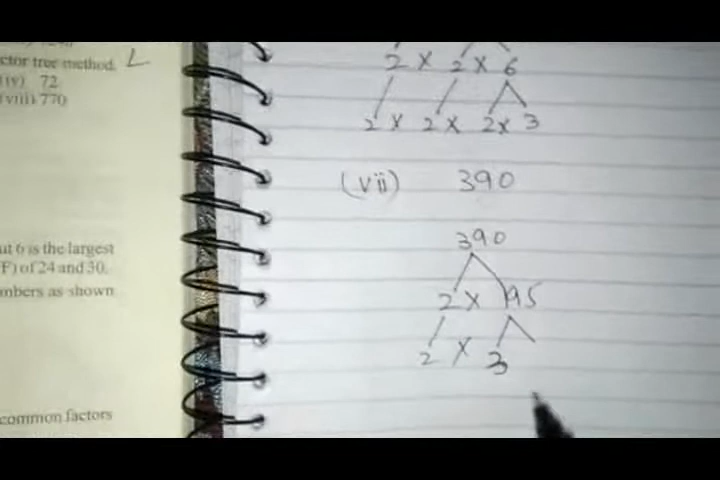 ctor tree method.
(iv) 72
(viii) 770
ut 6 is the largest
F) of 24 and 30.
mbers as shown
common factors
2 x 2 x 6
2 x 2 x 2 x 3
(vii) 390
390
2 x 195
2 x 3